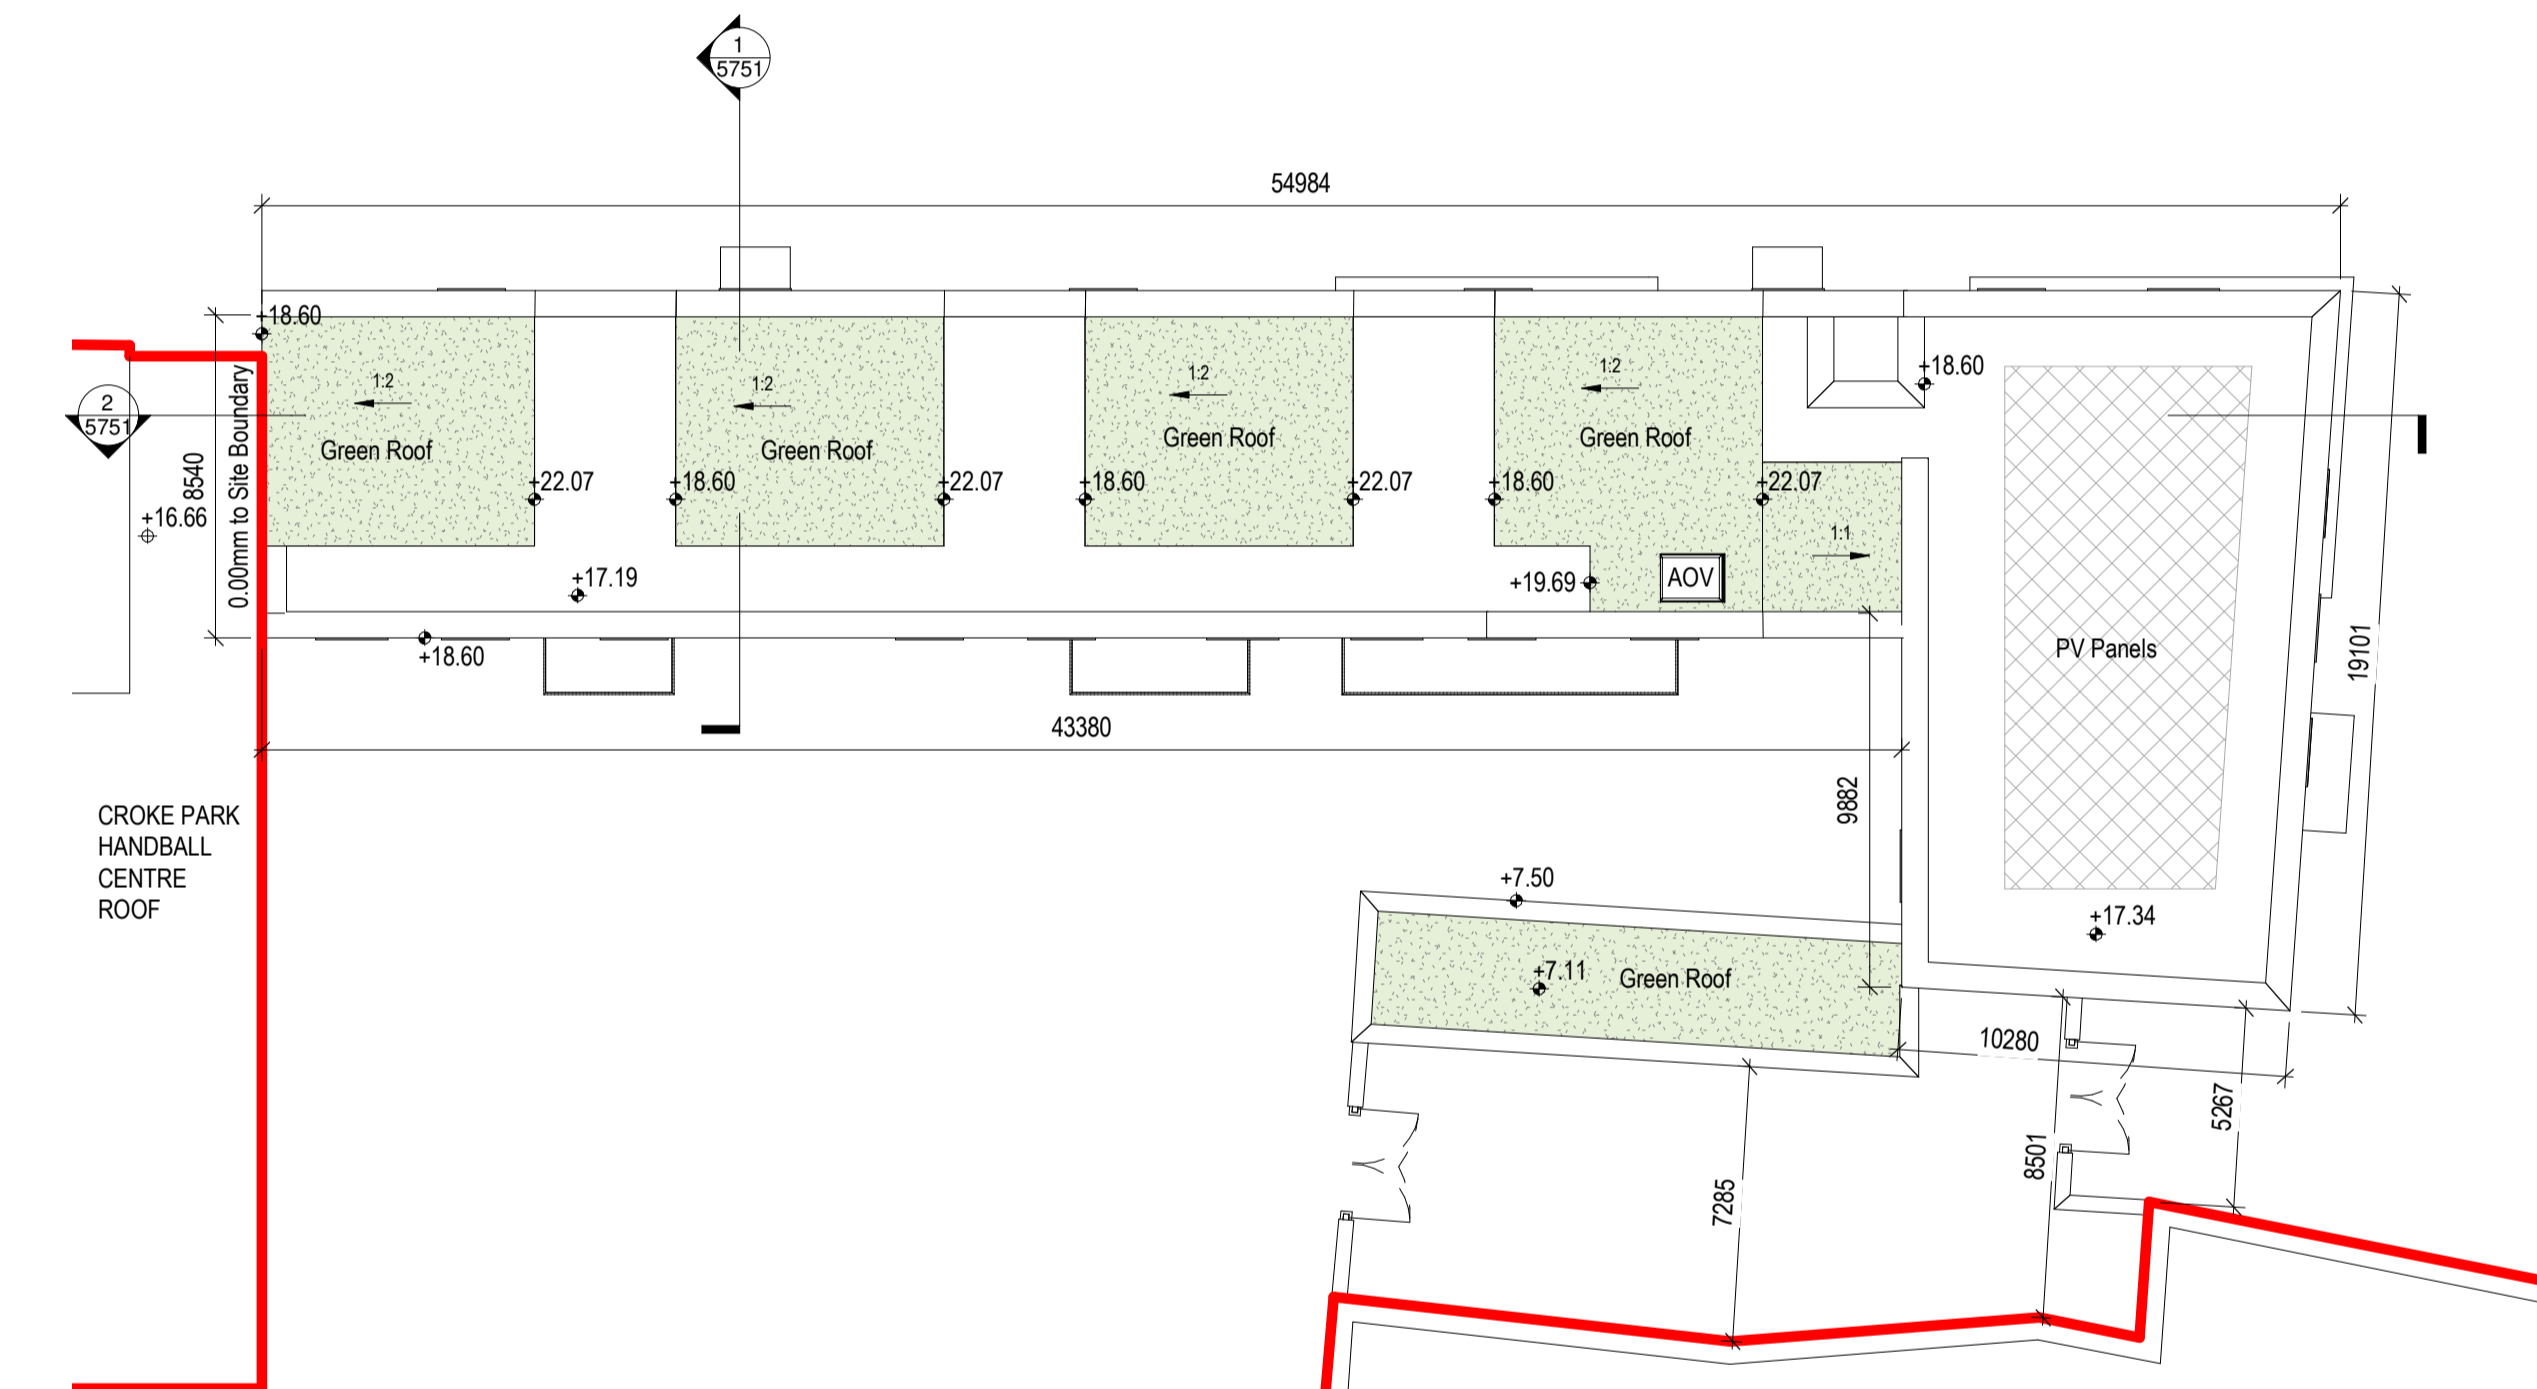 1
5751
54984
+18.60
1:2
1:2
1:2
1:2
+18.60
2
5751
Green Roof
Green Roof
Green Roof
Green Roof
8540
0.00mm to Site Boundary
+16.66
+22.07
+18.60
+22.07
+18.60
+22.07
+18.60
+22.07
1:1
+17.19
+19.69
AOV
+18.60
PV Panels
19101
43380
9882
CROKE PARK
HANDBALL
CENTRE
ROOF
+7.50
+17.34
+7.11
Green Roof
10280
5267
8501
7285